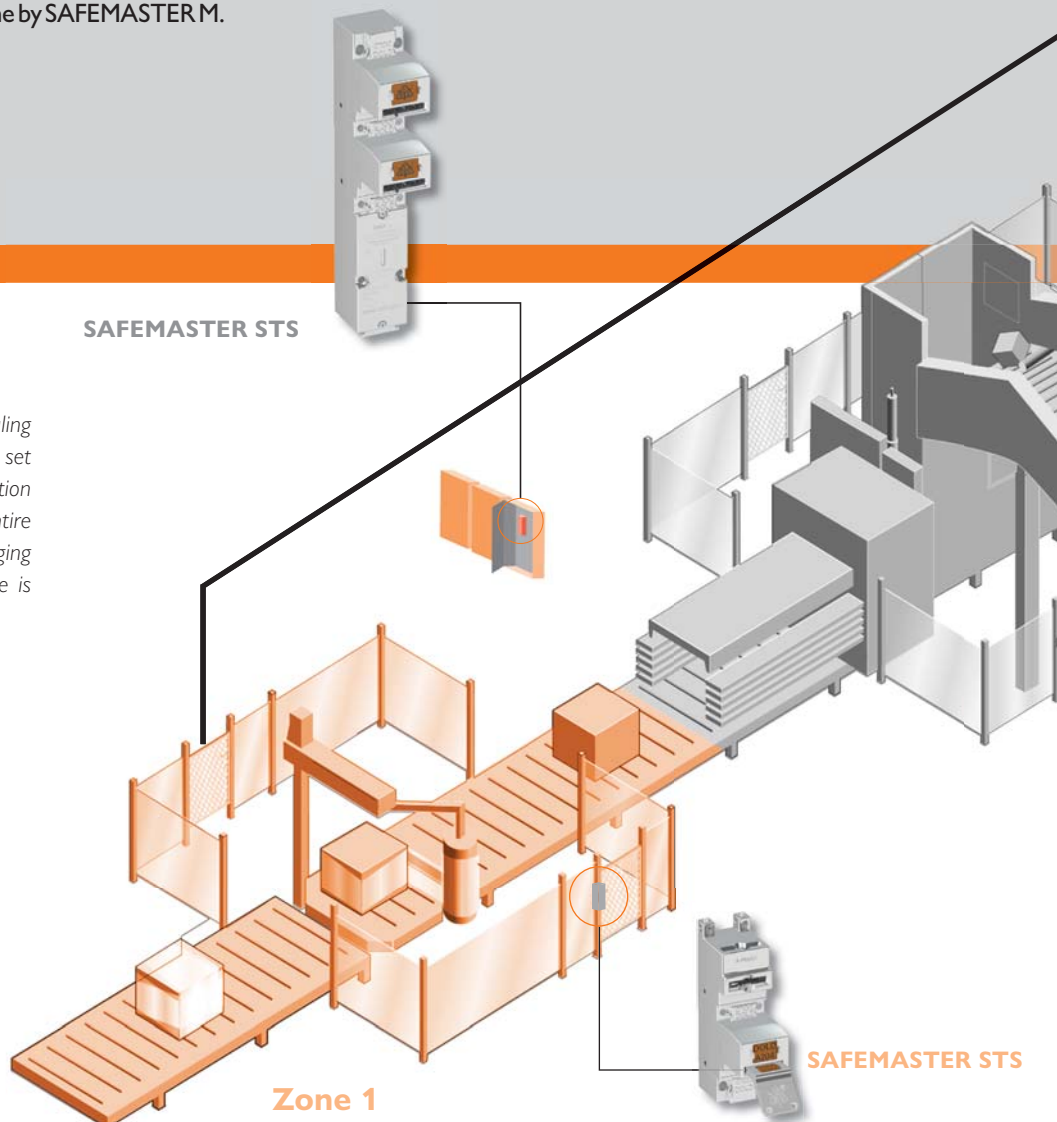 ne by SAFEMASTER M.
SAFEMASTER STS
ling
set
tion
ntire
ging
e is
SAFEMASTER STS
Zone 1